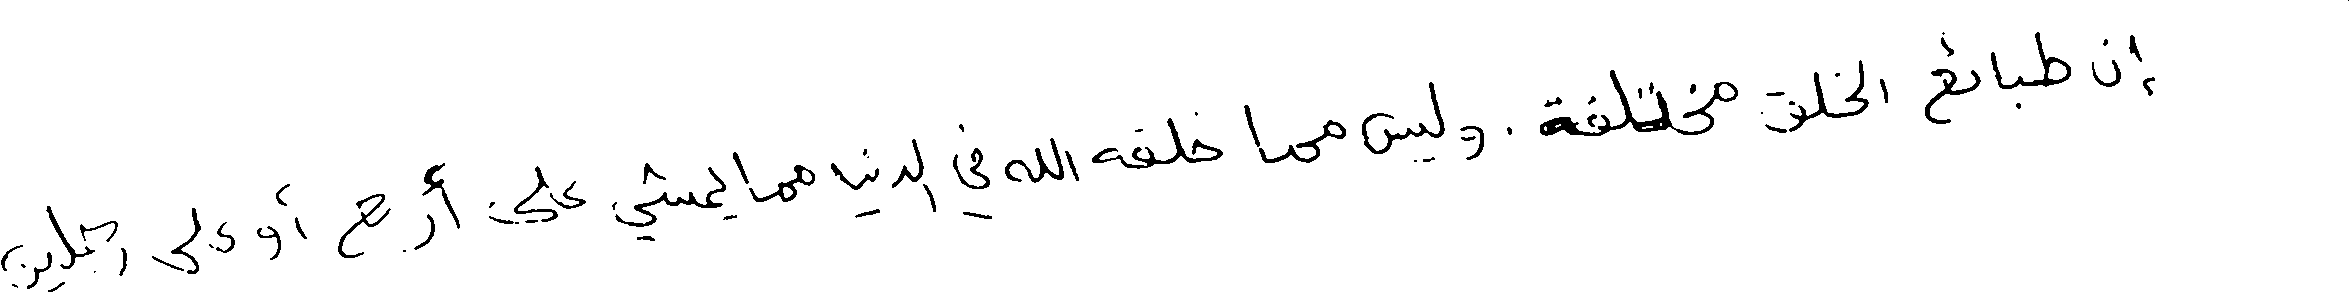 إن طبائع الخلق مختلفة. وليس مما خلقه الله في الدنيا مما يمشي على أربع أو على رجلين